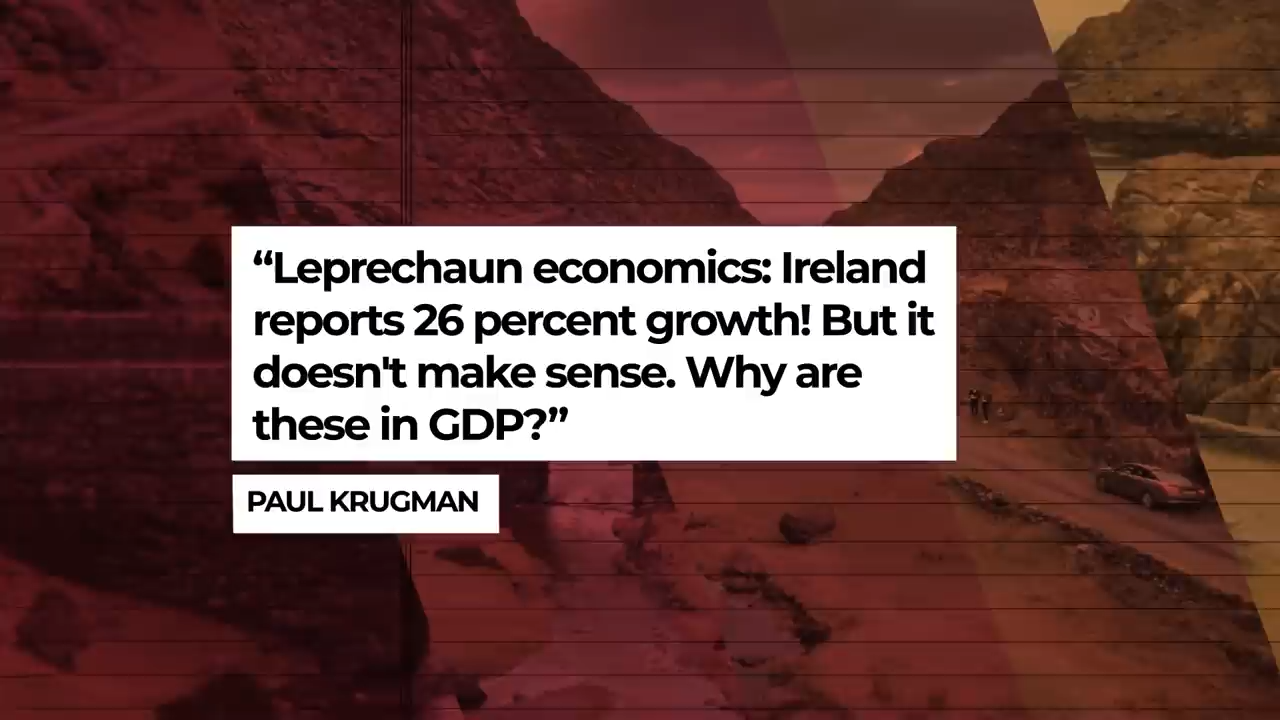 “Leprechaun economics: Ireland
reports 26 percent growth! But it
doesn't make sense. Why are
these in GDP?”
PAUL KRUGMAN